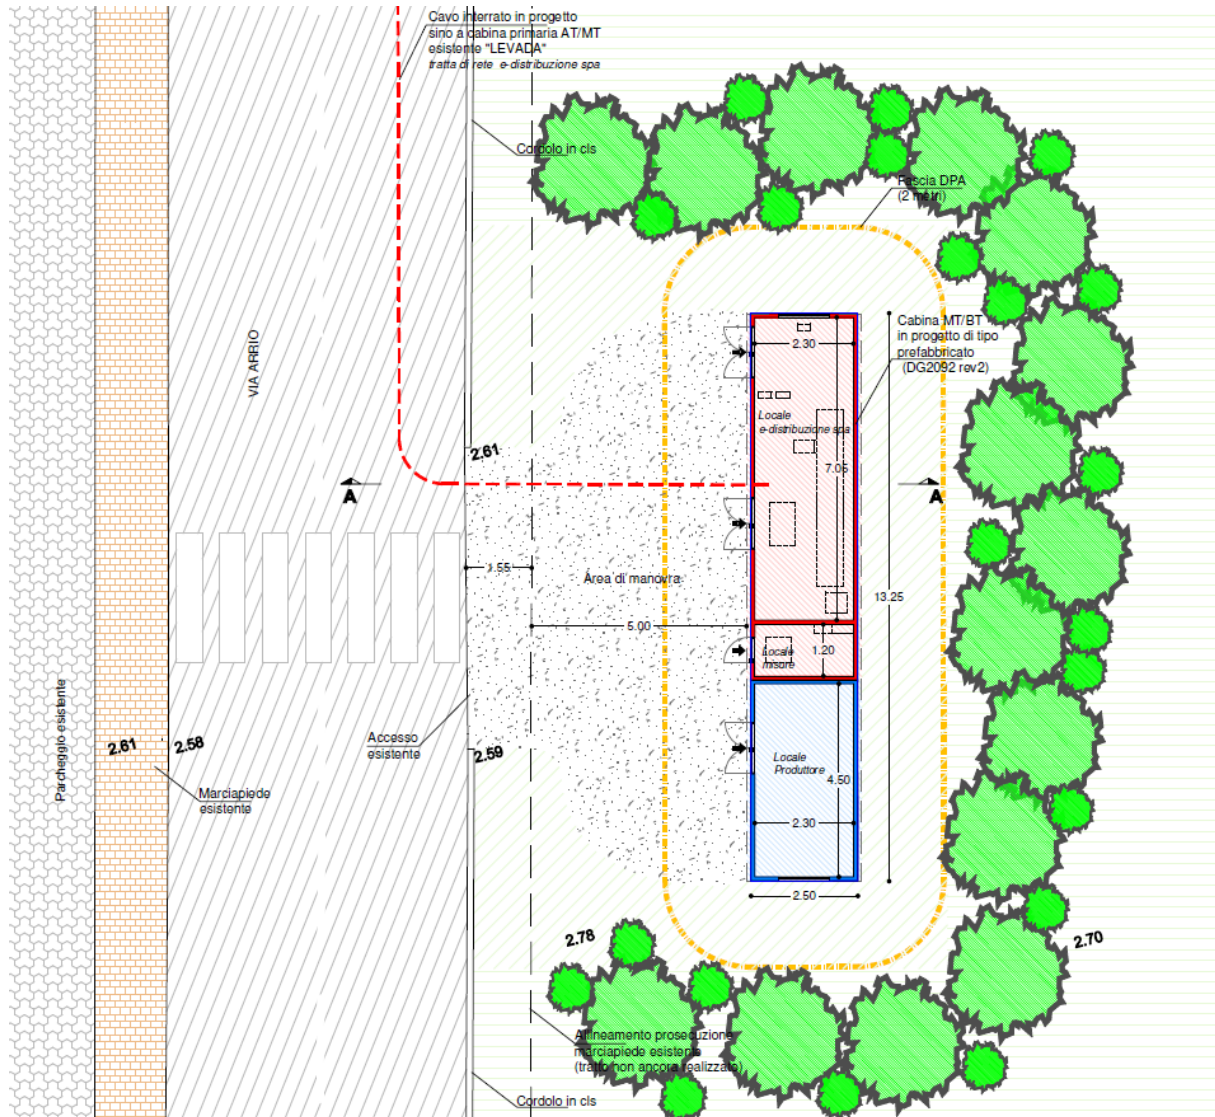 Cavo interrato in progetto
sino a cabina primaria AT/MT
esistente "LEVADA"
tratta di rete e-distribuzione spa
Cordolo in cls
Fascia DPA
(2 metri)
Cabina MT/BT
in progetto di tipo
prefabbricato
(DG2092 rev2)
VIA ARRIO
2.30
Locale
e-distribuzione spa
7.05
2.61
A
A
1.55
Area di manovra
13.25
5.00
Locale
misure
1.20
Parcheggio esistente
Accesso
esistente
2.61
2.58
2.59
Locale
Produttore
4.50
Marciapiede
esistente
2.30
2.50
2.78
2.70
Allineamento prosecuzione
marciapiede esistente
(tratto non ancora realizzato)
Cordolo in cls